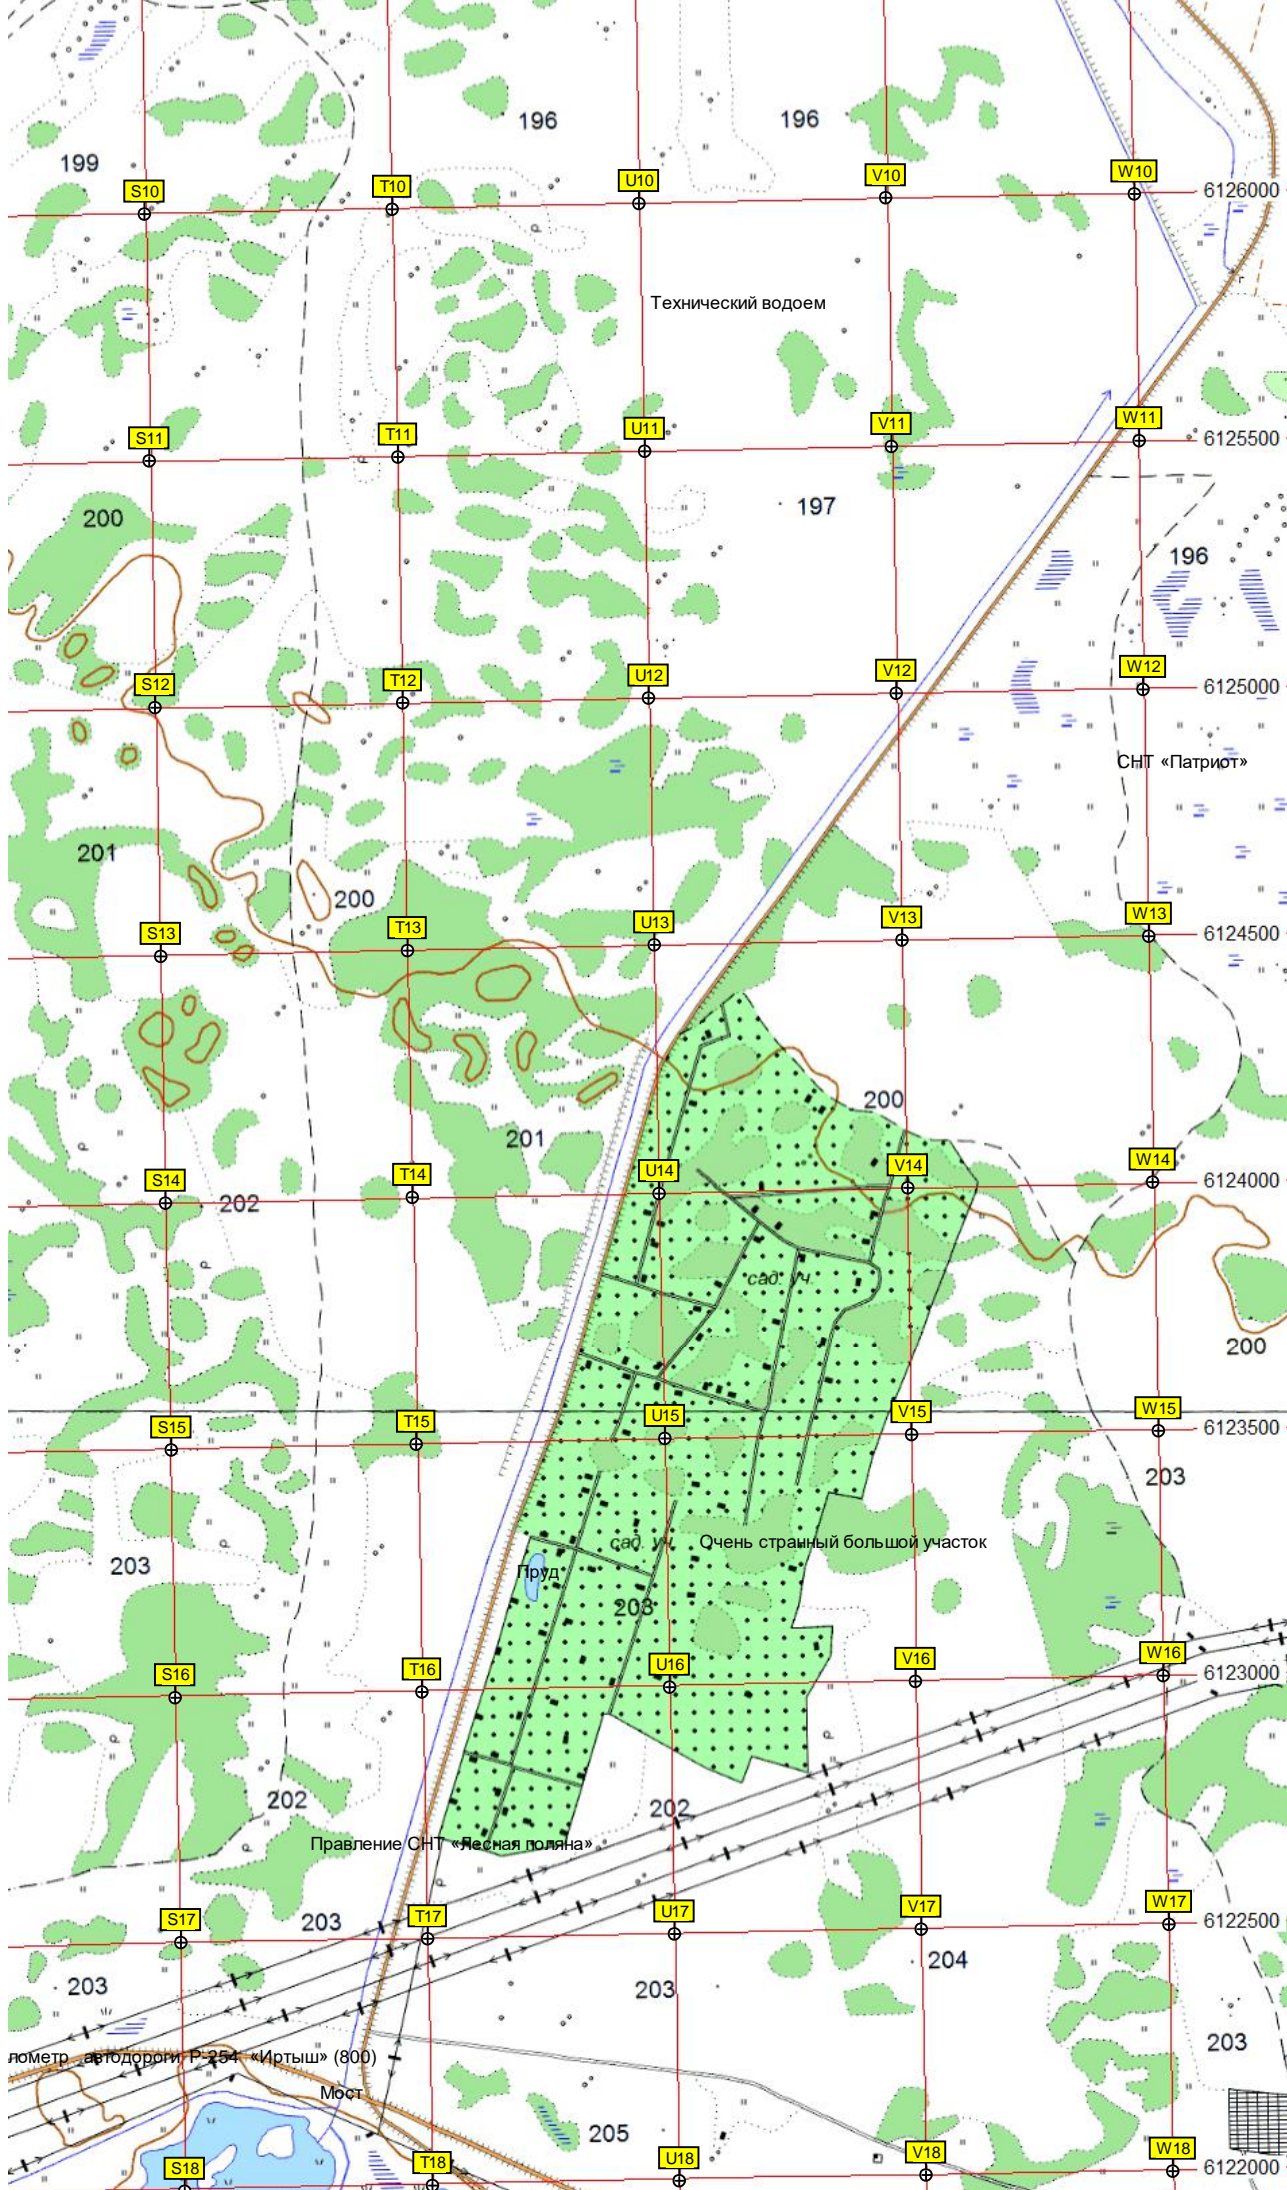 196
196
199
S10
T10
U10
V10
W10
6126000
Технический водоем
S11
T11
U11
V11
W11
6125500
200
197
196
S12
T12
U12
V12
W12
6125000
СНТ «Патриот»
201
200
S13
T13
U13
V13
W13
6124500
200
201
S14
T14
U14
V14
W14
6124000
202
сад. уч.
200
S15
T15
U15
V15
W15
6123500
203
сад. уч.
Очень странный большой участок
203
Пруд
203
S16
T16
U16
V16
W16
6123000
202
202
Правление СНТ «Лесная поляна»
S17
T17
U17
V17
W17
6122500
203
204
203
203
203
лометр автодороги Р-254 «Иртыш» (800)
Мост
205
S18
T18
U18
V18
W18
6122000